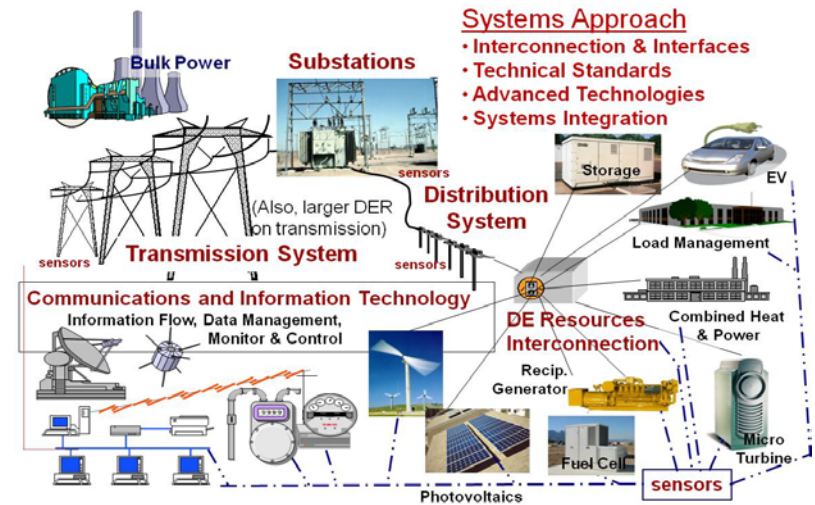 Systems Approach
• Interconnection & Interfaces
• Technical Standards
• Advanced Technologies
• Systems Integration
Bulk Power
Substations
sensors
Storage
EV
Distribution
System
(Also, larger DER
on transmission)
Transmission System
sensors
sensors
Load Management
Communications and Information Technology
Information Flow, Data Management,
Monitor & Control
DE Resources
Interconnection
Combined Heat
& Power
Recip.
Generator
Micro
Turbine
Fuel Cell
sensors
Photovoltaics